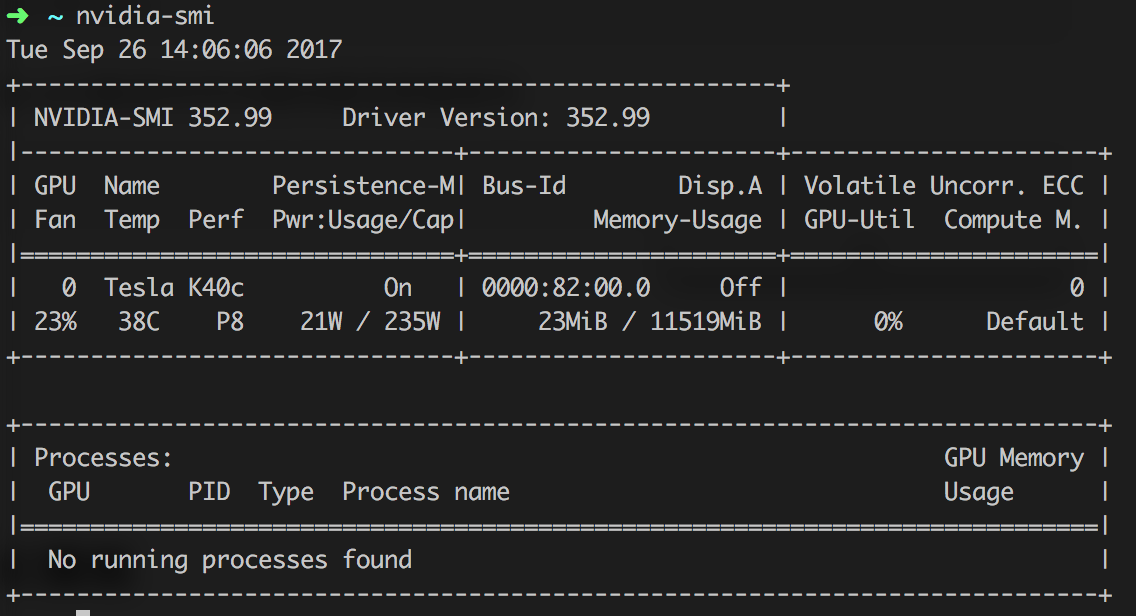 ➜ ~ nvidia-smi
Tue Sep 26 14:06:06 2017
+------------------------------------------------------+
| NVIDIA-SMI 352.99     Driver Version: 352.99         |
|-------------------------------+----------------------+----------------------+
| GPU  Name        Persistence-M| Bus-Id        Disp.A | Volatile Uncorr. ECC |
| Fan  Temp  Perf  Pwr:Usage/Cap|         Memory-Usage | GPU-Util  Compute M. |
|===============================+======================+======================|
|   0  Tesla K40c          On   | 0000:82:00.0     Off |                    0 |
| 23%   38C    P8    21W / 235W |     23MiB / 11519MiB |      0%      Default |
+-------------------------------+----------------------+----------------------+

+-----------------------------------------------------------------------------+
| Processes:                                                       GPU Memory |
|  GPU       PID  Type  Process name                               Usage      |
|=============================================================================|
|  No running processes found                                                 |
+-----------------------------------------------------------------------------+